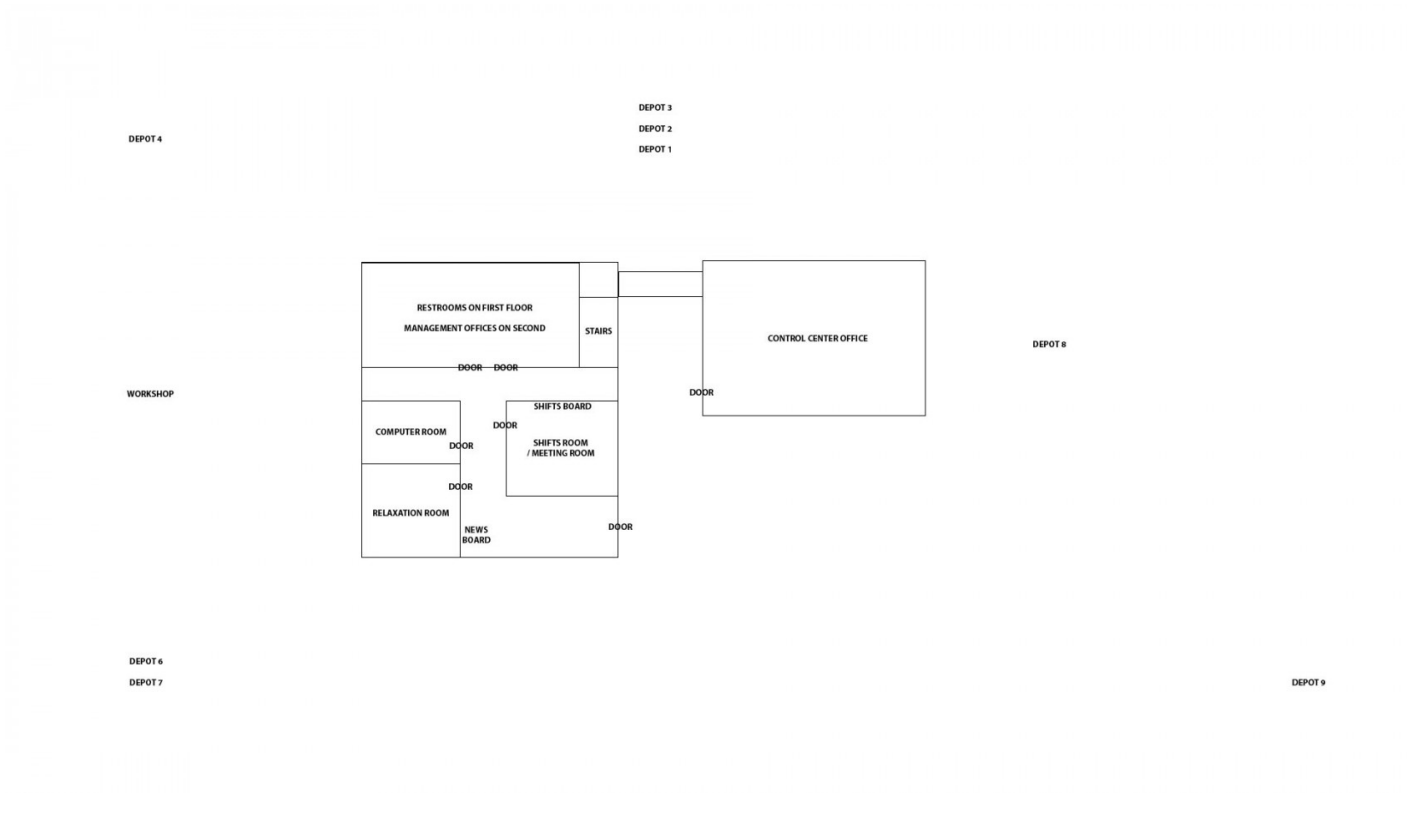 DEPOT 3
DEPOT 2
DEPOT 4
DEPOT 1
RESTROOMS ON FIRST FLOOR
MANAGEMENT OFFICES ON SECOND
STAIRS
CONTROL CENTER OFFICE
DEPOT 8
DOOR
DOOR
WORKSHOP
DOOR
SHIFTS BOARD
DOOR
COMPUTER ROOM
DOOR
SHIFTS ROOM
/ MEETING ROOM
DOOR
RELAXATION ROOM
NEWS
BOARD
DOOR
DEPOT 6
DEPOT 7
DEPOT 9